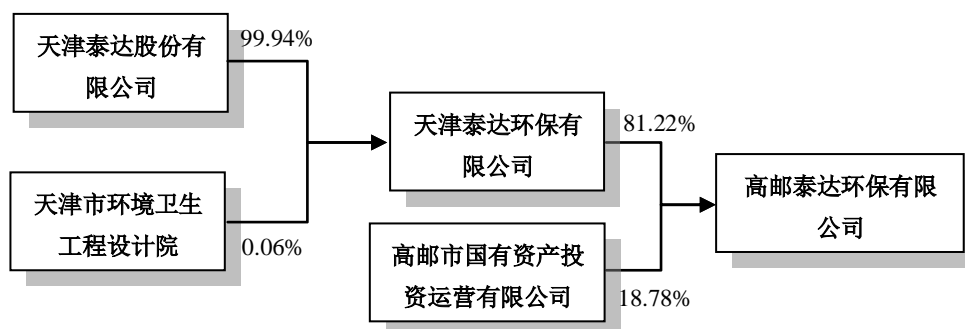 天津泰达股份有
限公司
99.94%
天津市环境卫生
工程设计院
0.06%
天津泰达环保有
限公司
81.22%
高邮市国有资产投
资运营有限公司
18.78%
高邮泰达环保有限
公司